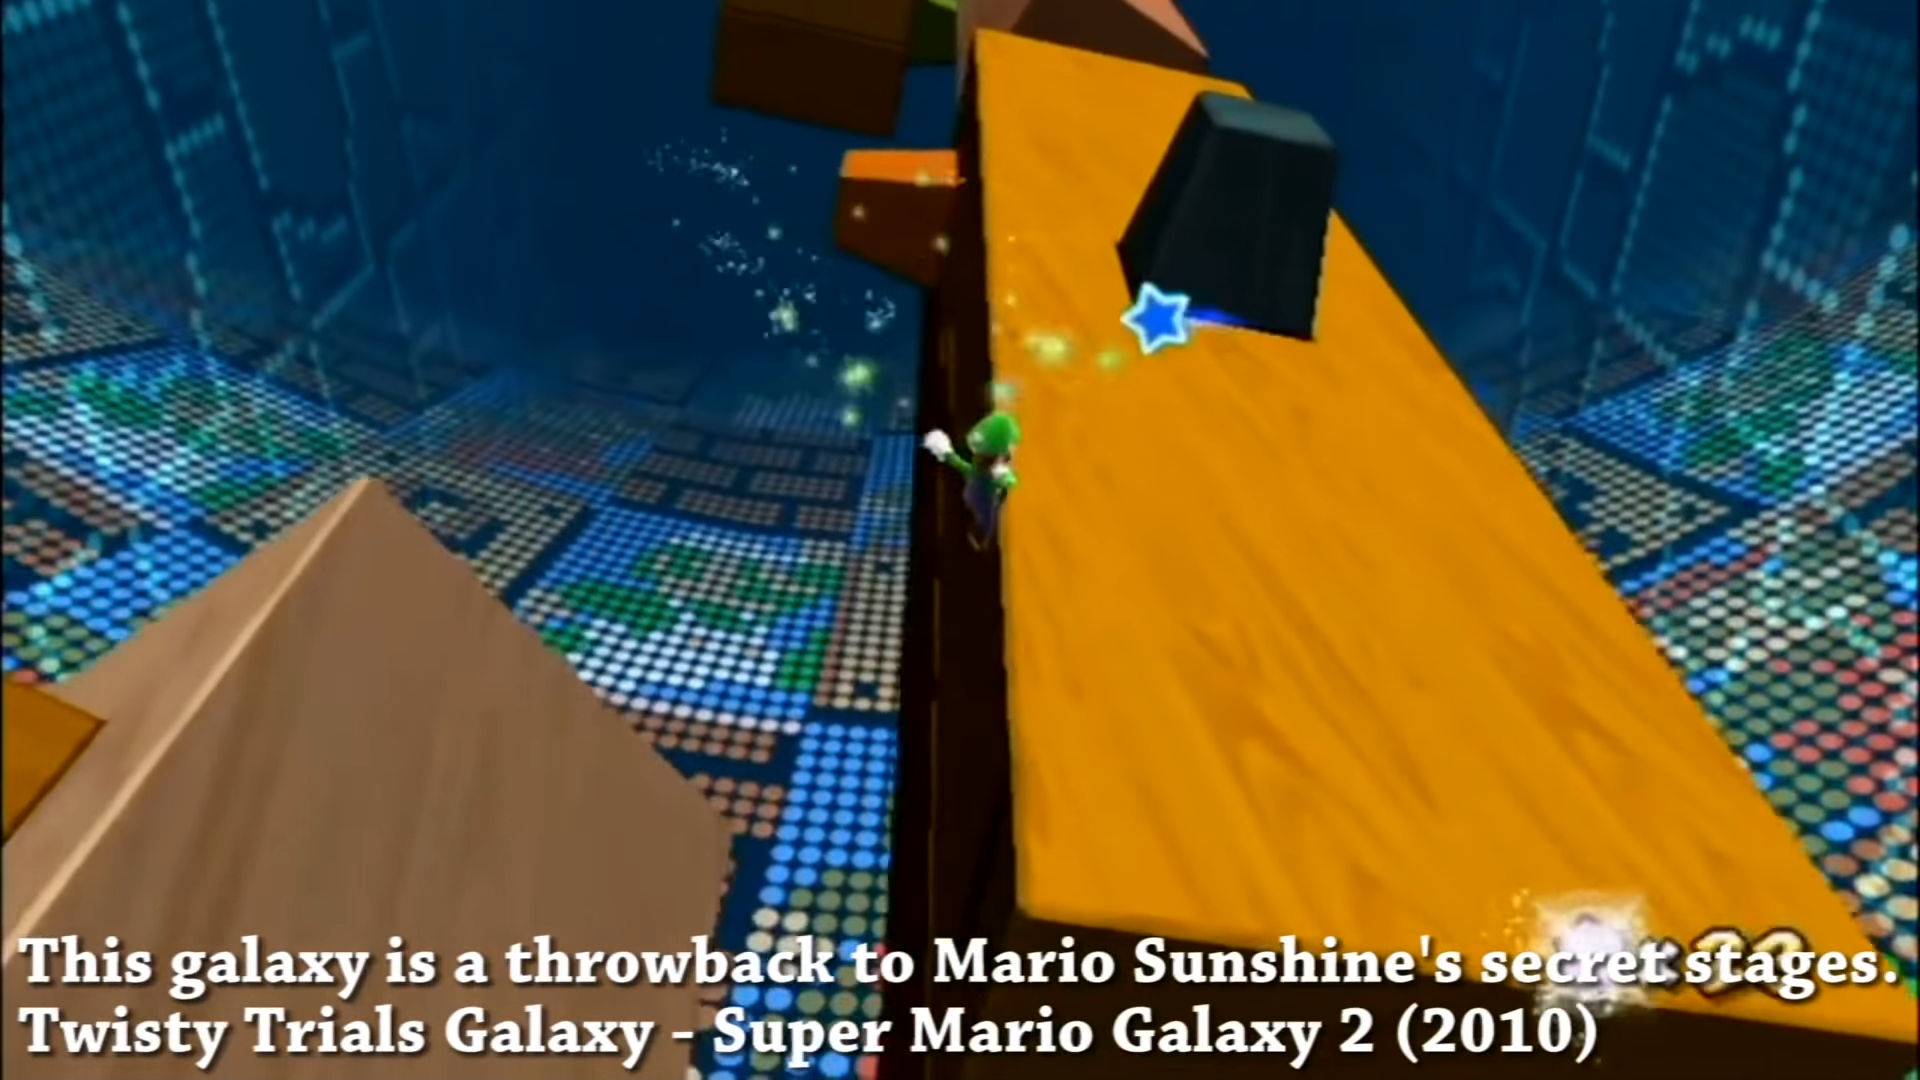 This galaxy is a throwback to Mario Sunshine's secret stages.
Twisty Trials Galaxy - Super Mario Galaxy 2 (2010)